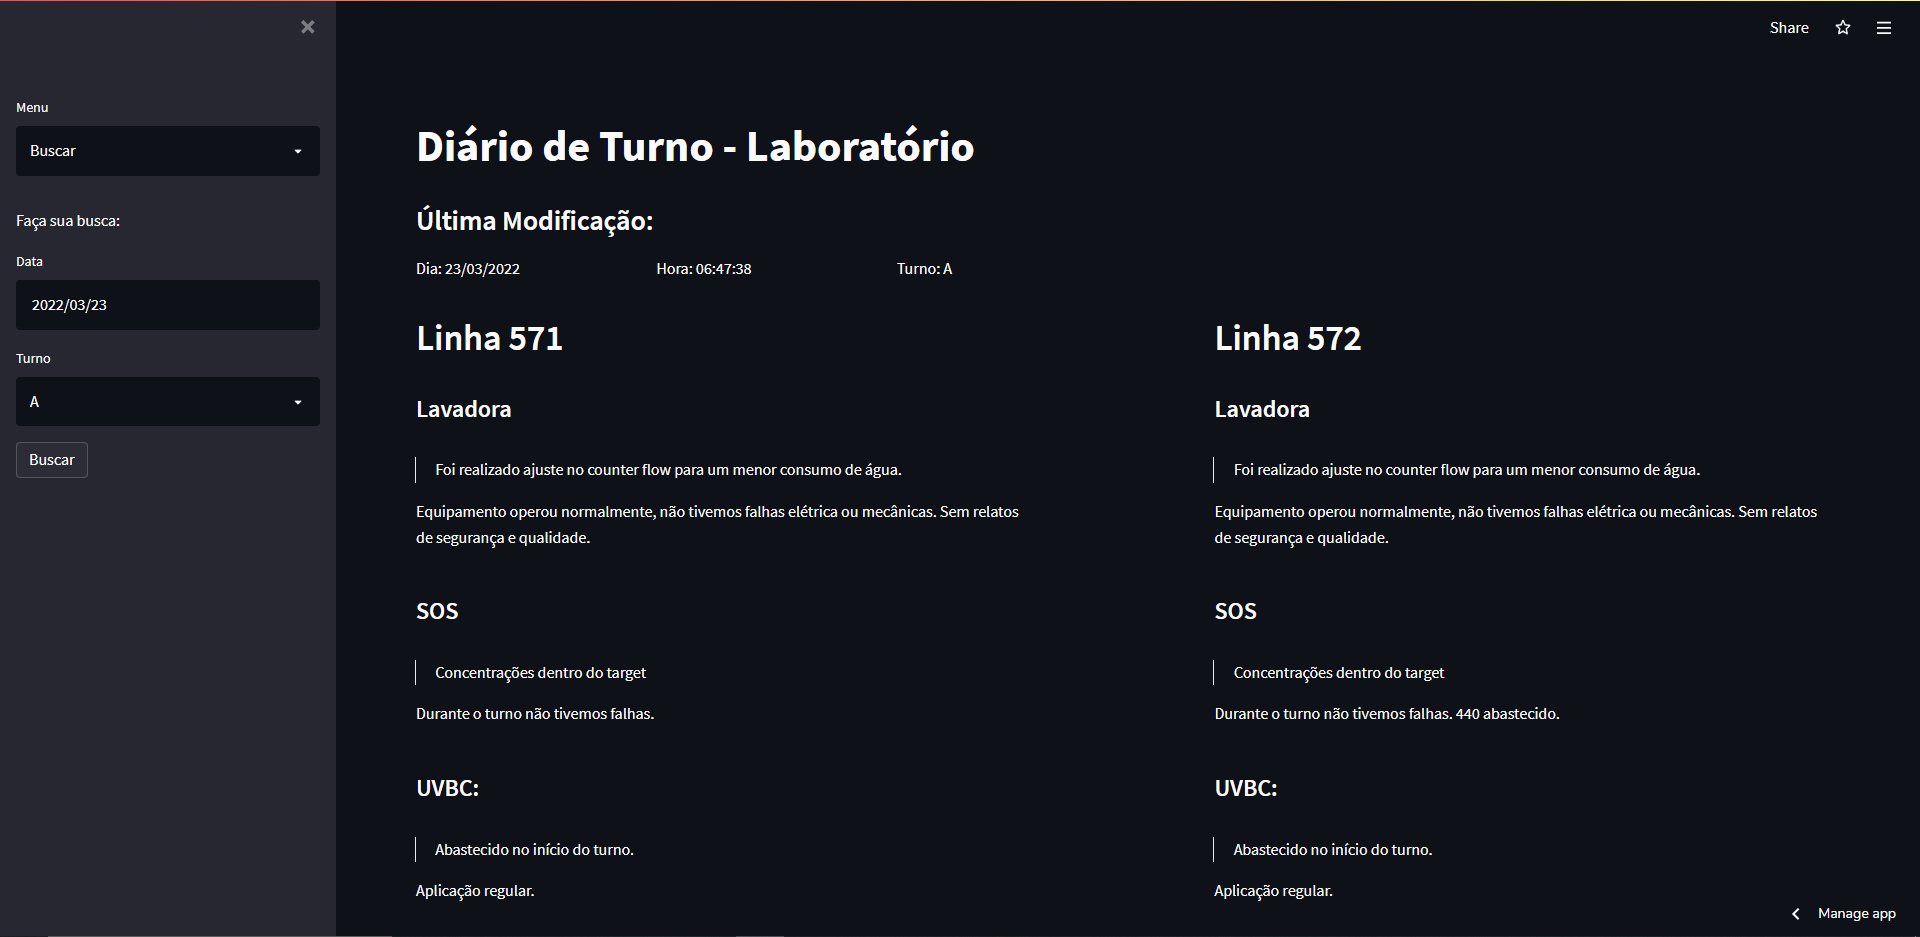 Share
Menu
Buscar
Faça sua busca:
Data
2022/03/23
Turno
A
Buscar
Diário de Turno - Laboratório
Última Modificação:
Dia: 23/03/2022
Hora: 06:47:38
Turno: A
Linha 571
Lavadora
Foi realizado ajuste no counter flow para um menor consumo de água.
Equipamento operou normalmente, não tivemos falhas elétrica ou mecânicas. Sem relatos
de segurança e qualidade.
SOS
Concentrações dentro do target
Durante o turno não tivemos falhas.
UVBC:
Abastecido no início do turno.
Aplicação regular.
Linha 572
Lavadora
Foi realizado ajuste no counter flow para um menor consumo de água.
Equipamento operou normalmente, não tivemos falhas elétrica ou mecânicas. Sem relatos
de segurança e qualidade.
SOS
Concentrações dentro do target
Durante o turno não tivemos falhas. 440 abastecido.
UVBC:
Abastecido no início do turno.
Aplicação regular.
Manage app